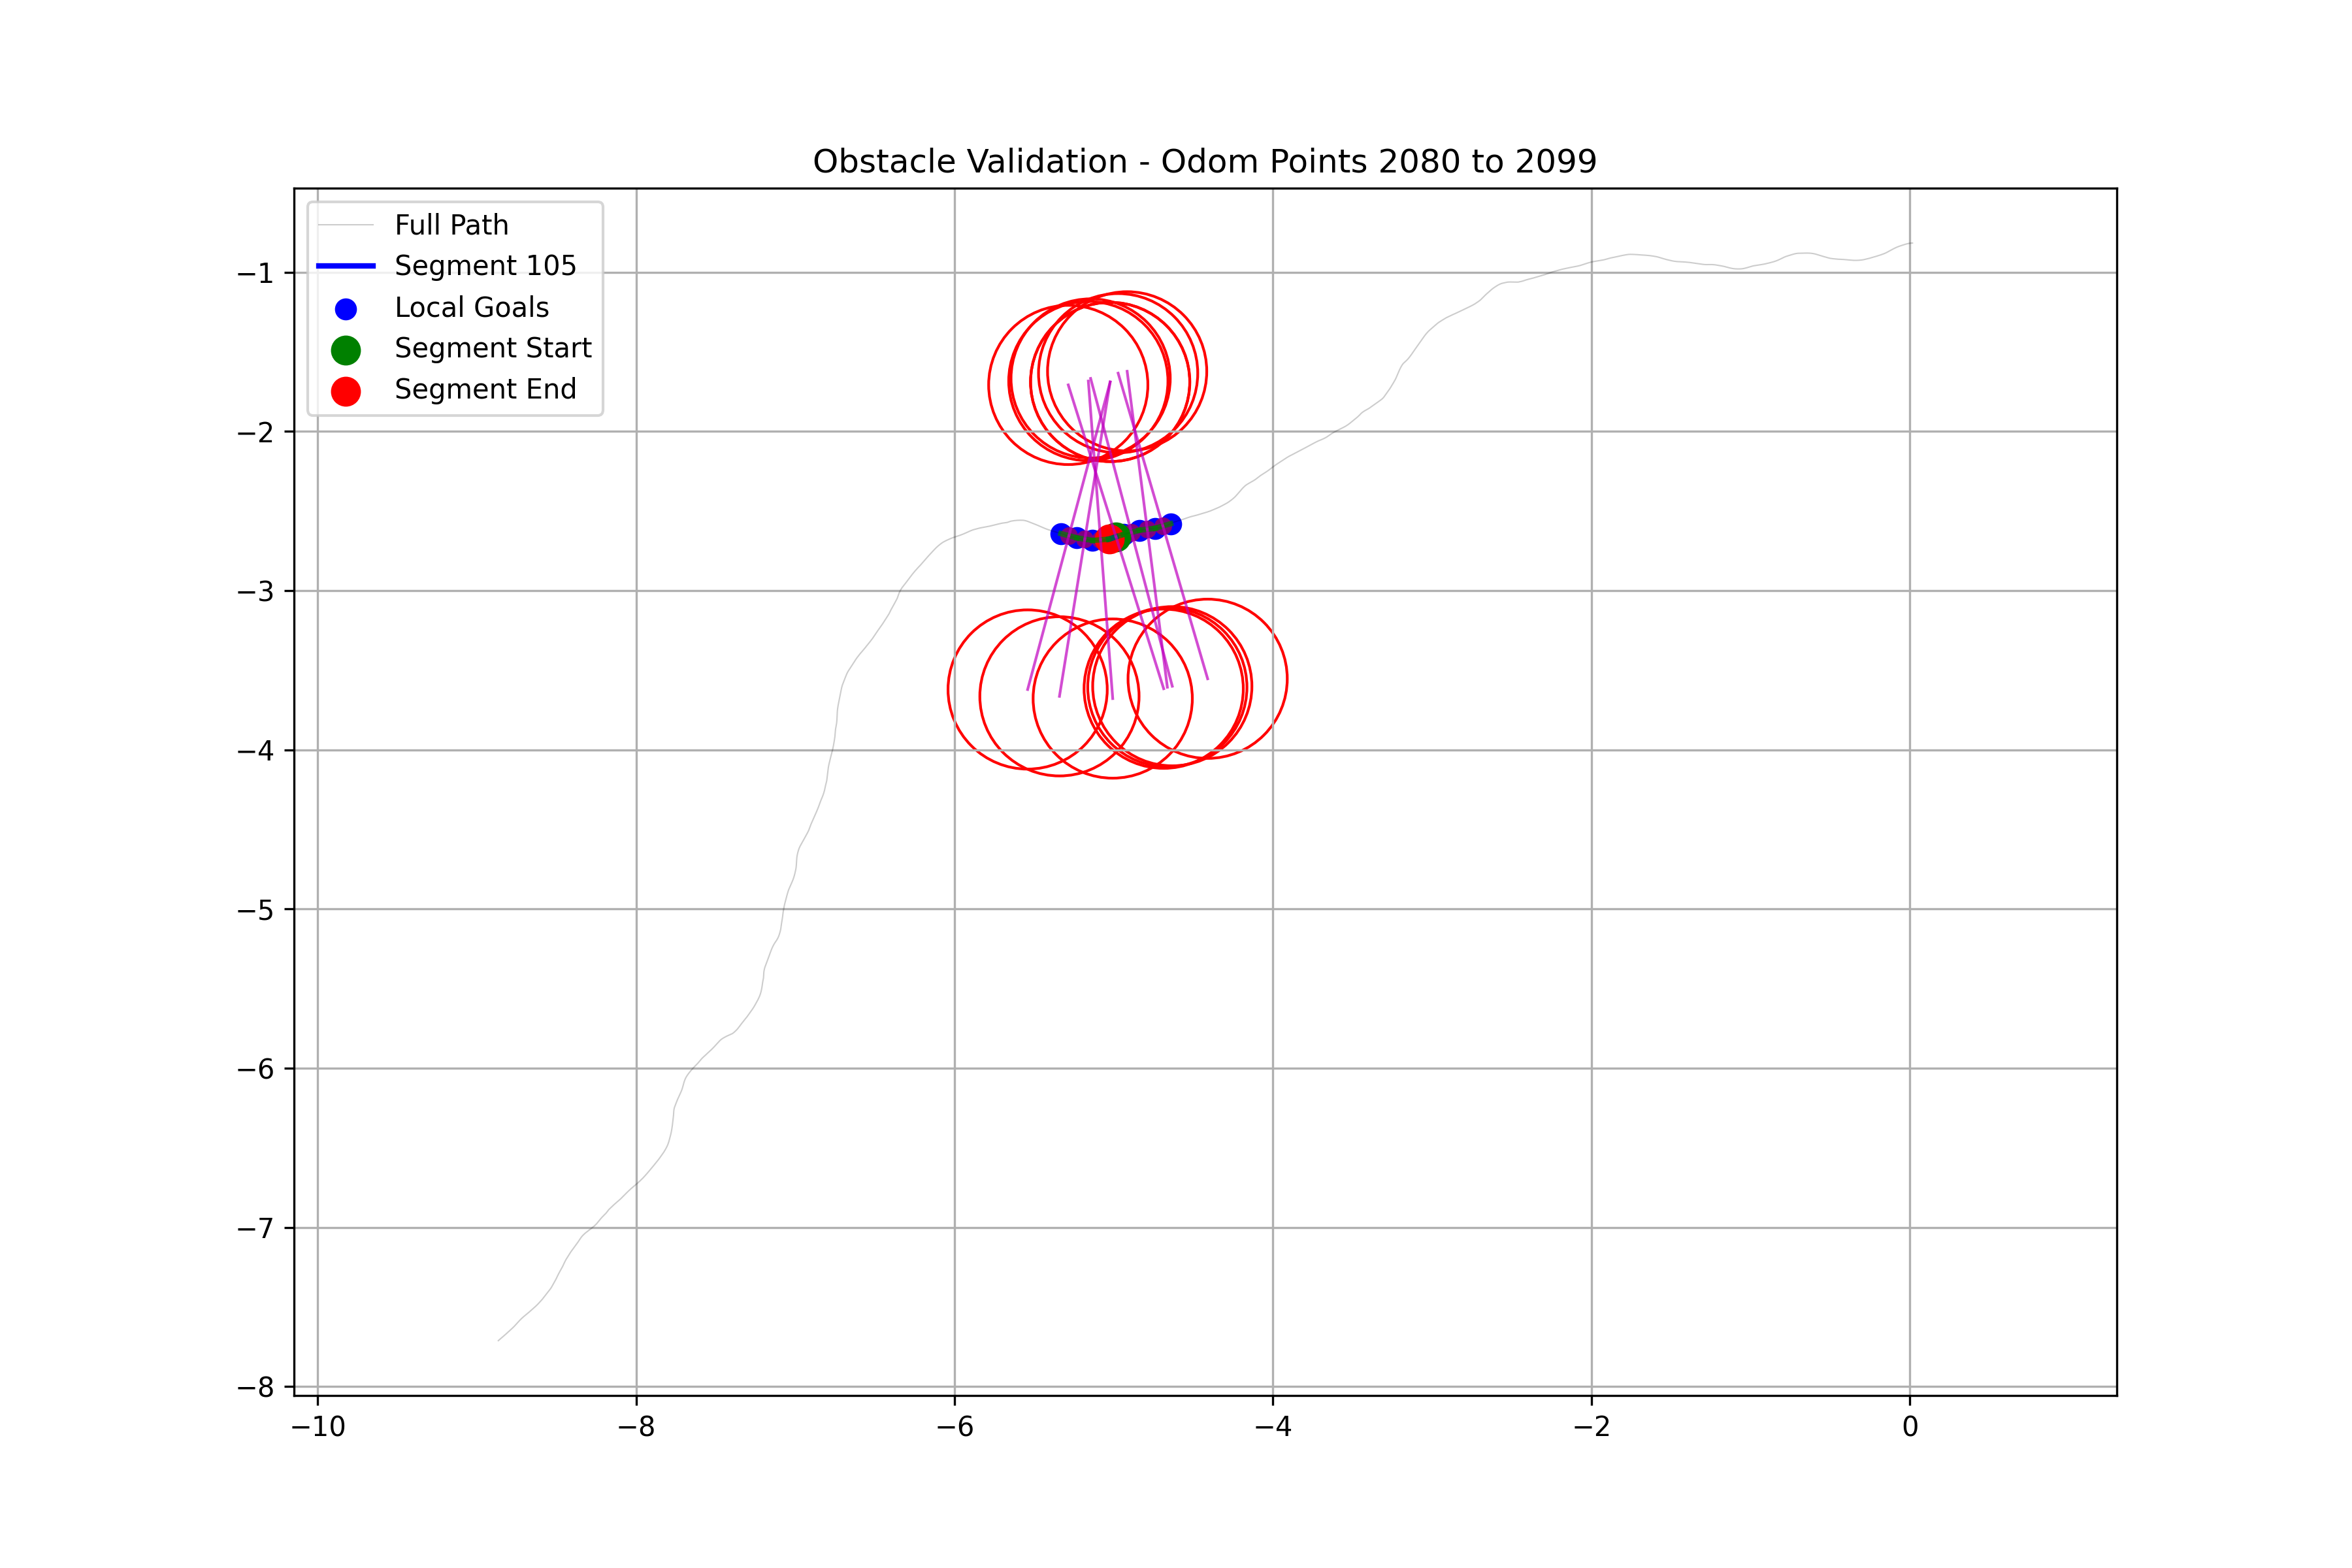 Obstacle Validation - Odom Points 2080 to 2099
Full Path
Segment 105
Local Goals
Segment Start
Segment End
−1
−2
−3
−4
−5
−6
−7
−8
−10
−8
−6
−4
−2
0